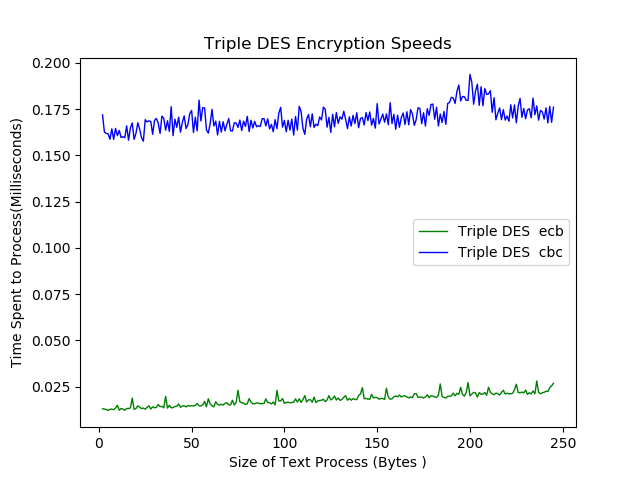 Triple DES Encryption Speeds
Time Spent to Process(Milliseconds)
0.200
0.175
0.150
0.125
0.100
0.075
0.050
0.025
Triple DES  ecb
Triple DES  cbc
0
50
100
150
200
250
Size of Text Process (Bytes )